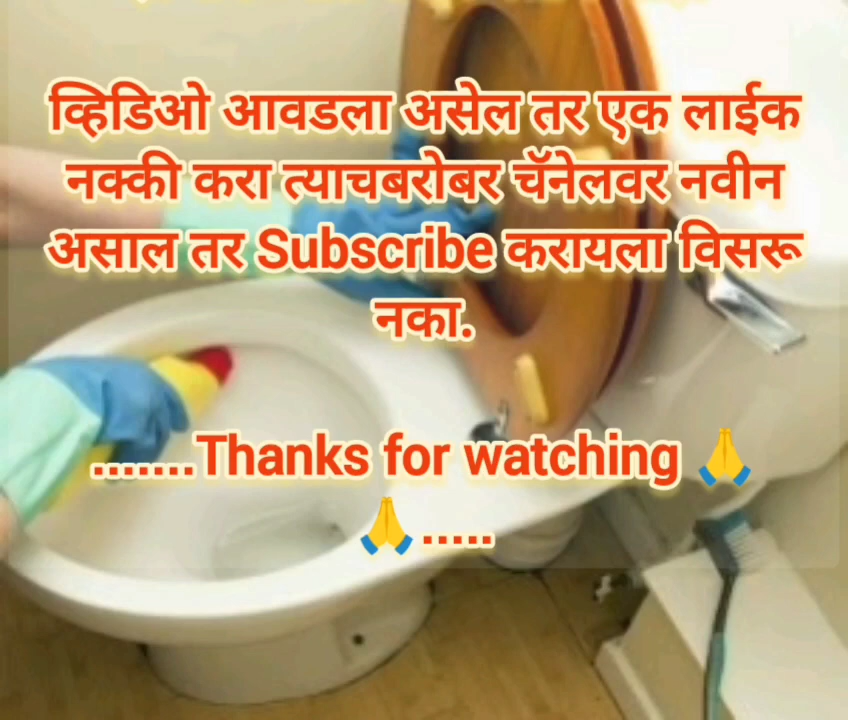 व्हिडिओ आवडला असेल तर एक लाईक
नक्की करा त्याचबरोबर चॅनेलवर नवीन
असाल तर Subscribe करायला विसरू
नका.
.......Thanks for watching 🙏
🙏.....